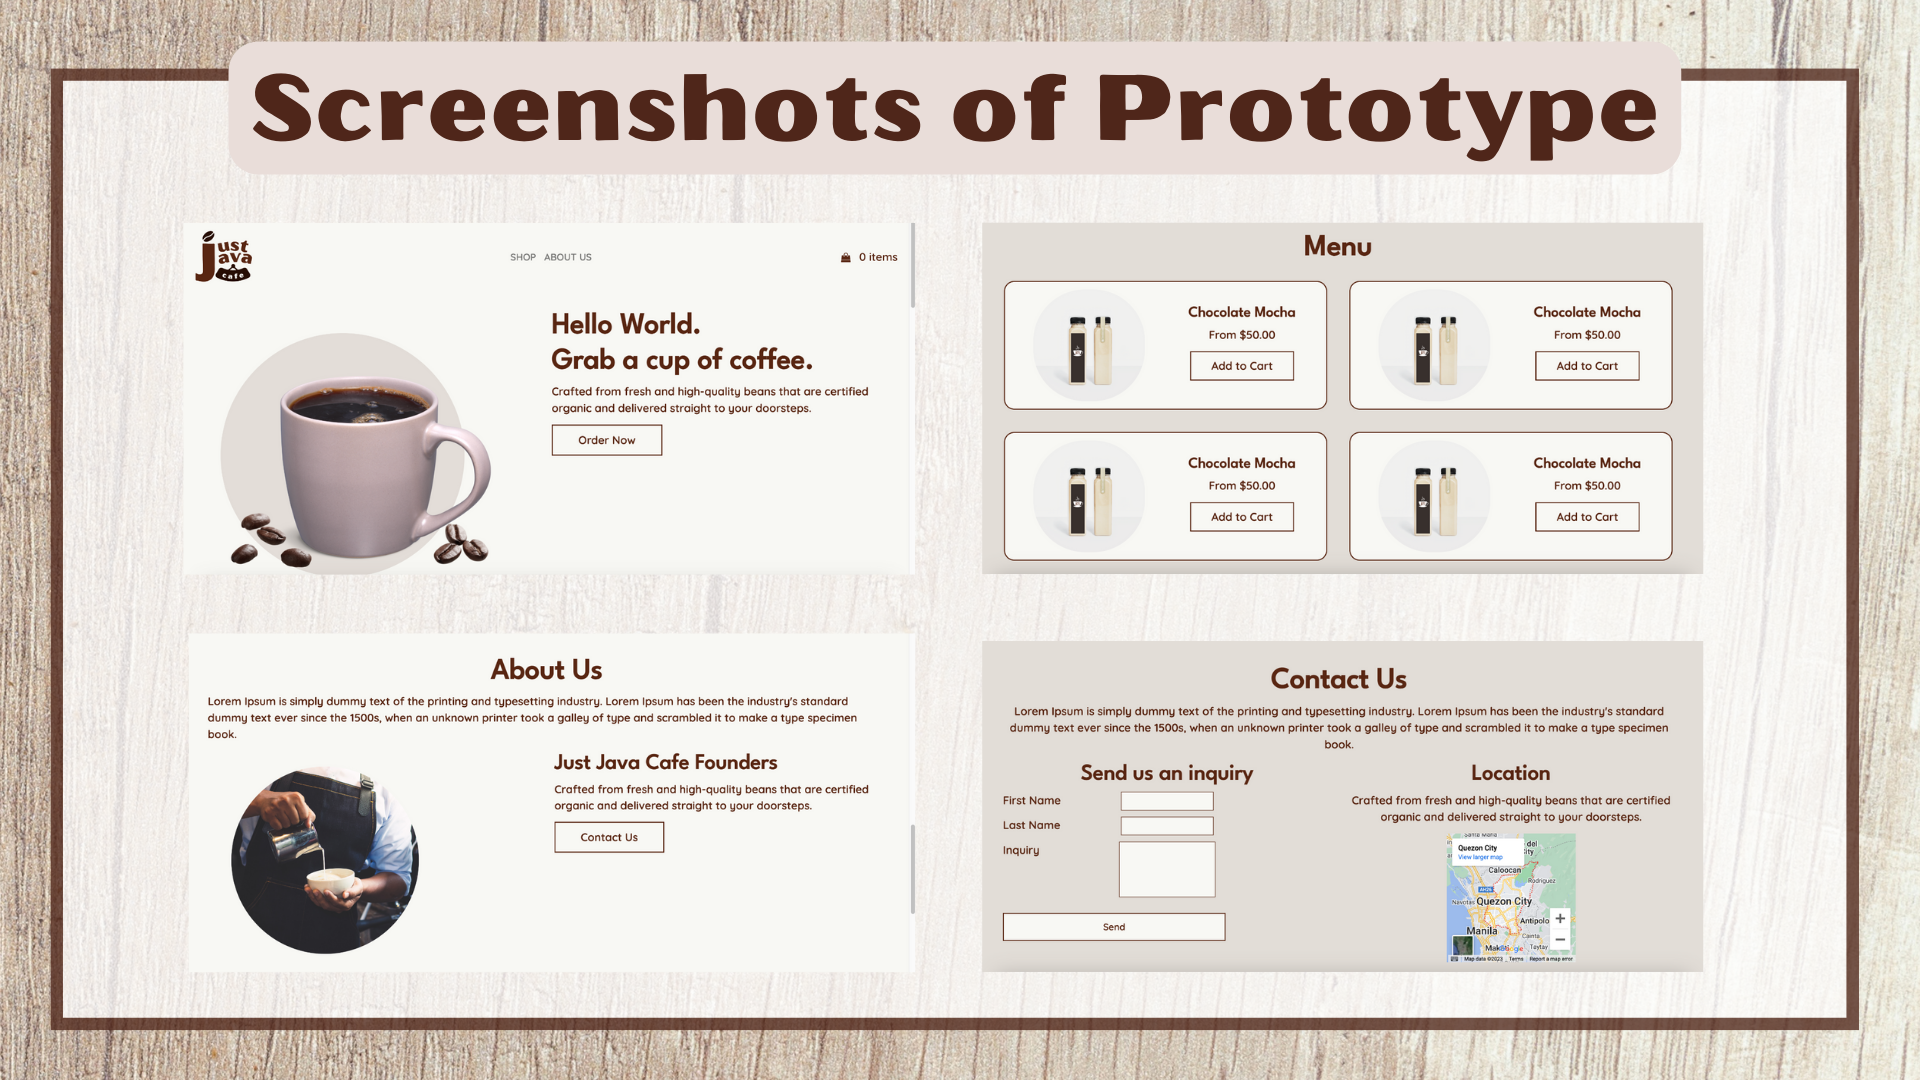 Screenshots of Prototype
just
java
cafe
SHOP ABOUT US
0 items
Hello World.
Grab a cup of coffee.
Crafted from fresh and high-quality beans that are certified
organic and delivered straight to your doorsteps.
Order Now
Menu
Chocolate Mocha
From $50.00
Add to Cart
Chocolate Mocha
From $50.00
Add to Cart
Chocolate Mocha
From $50.00
Add to Cart
Chocolate Mocha
From $50.00
Add to Cart
About Us
Lorem Ipsum is simply dummy text of the printing and typesetting industry. Lorem Ipsum has been the industry's standard
dummy text ever since the 1500s, when an unknown printer took a galley of type and scrambled it to make a type specimen
book.
Just Java Cafe Founders
Crafted from fresh and high-quality beans that are certified
organic and delivered straight to your doorsteps.
Contact Us
Contact Us
Lorem Ipsum is simply dummy text of the printing and typesetting industry. Lorem Ipsum has been the industry's standard
dummy text ever since the 1500s, when an unknown printer took a galley of type and scrambled it to make a type specimen
book.
Send us an inquiry
First Name
Last Name
Inquiry
Send
Location
Crafted from fresh and high-quality beans that are certified
organic and delivered straight to your doorsteps.
Santa Maria
Quezon City
View larger map
del
City
Caloocan
Rodriguez
AH26
Navotas
Quezon City
Antipolo
Manila
Cainta
Taytay
Google
Map data ©2023
Terms
Report a map error